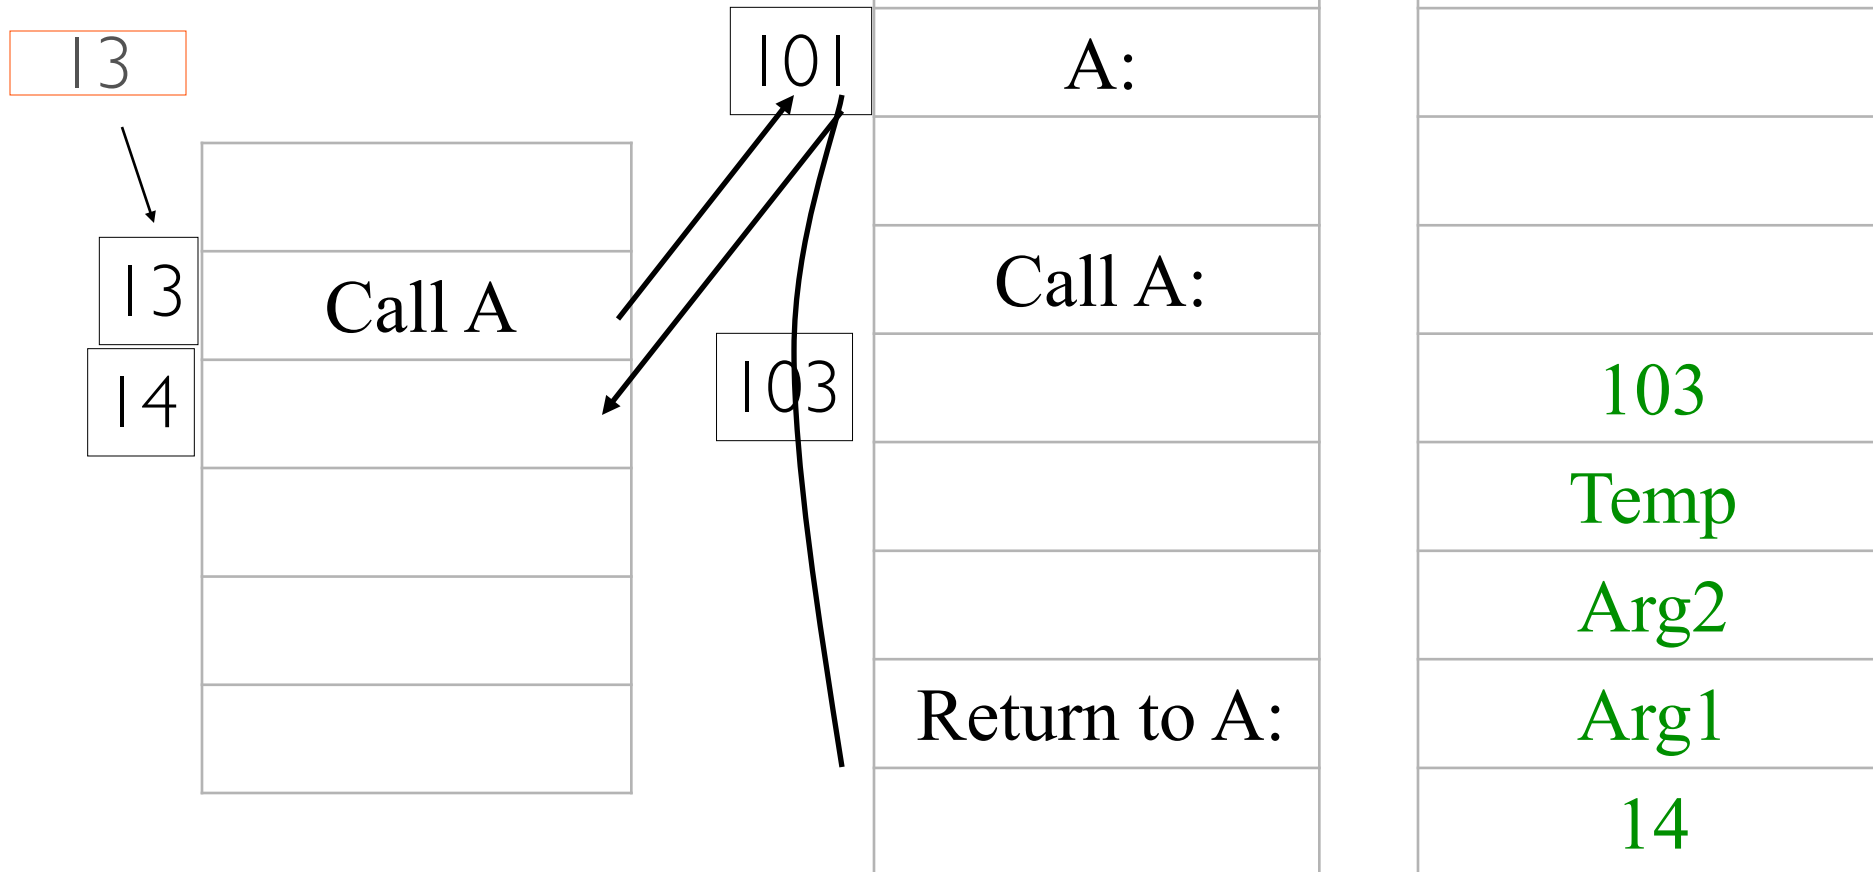 13
13
14
Call A
101
103
A:
Call A:
Return to A:
103
Temp
Arg2
Arg1
14